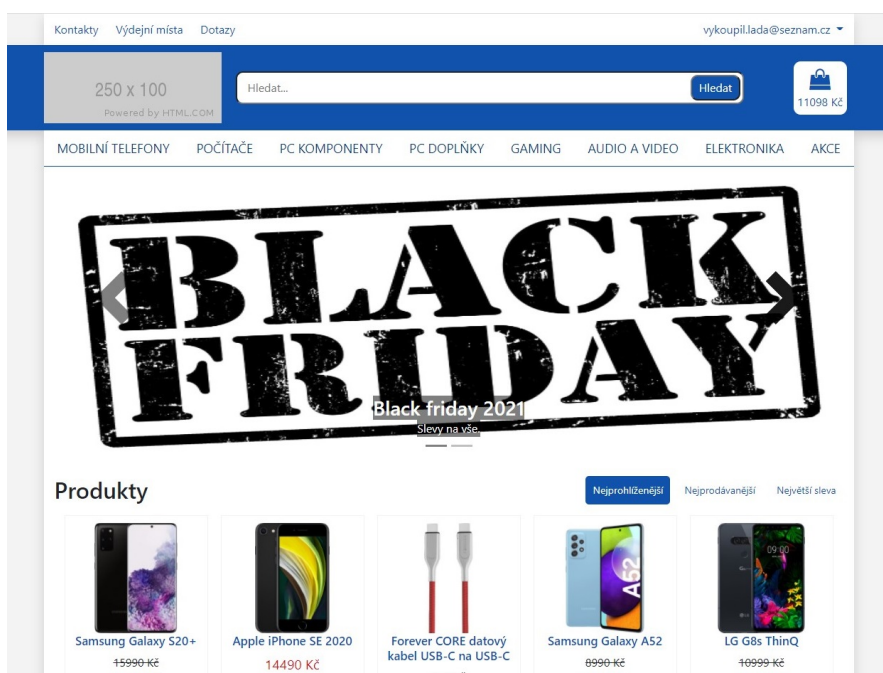 Kontakty Výdejní místa Dotazy vykoupil.lada@seznam.cz
250 x 100
Powered by HTML.COM
Hledat...
Hledat
11098 Kč
MOBILNÍ TELEFONY POČÍTAČE PC KOMPONENTY PC DOPLŇKY GAMING AUDIO A VIDEO ELEKTRONIKA AKCE
BLACK
FRIDAY
Black friday 2021
Slevy na vše.
Produkty Nejprohlíženější Nejprodávanější Největší sleva
09:00
A52
Samsung Galaxy S20+ Apple iPhone SE 2020 Forever CORE datový kabel USB-C na USB-C Samsung Galaxy A52 LG G8s ThinQ
15990 Kč 14490 Kč 8990 Kč 10999 Kč